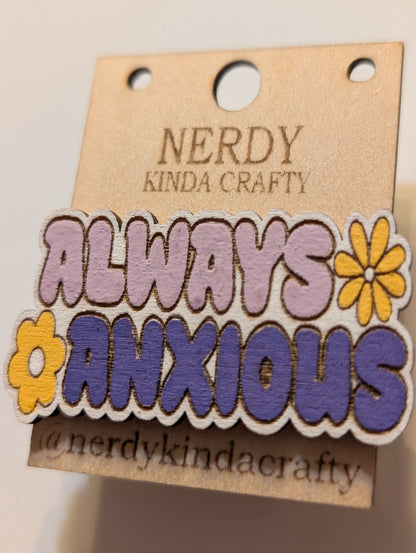 NERDY
KINDA CRAFTY
ALWAYS
ANXIOUS
@nerdykindacrafty